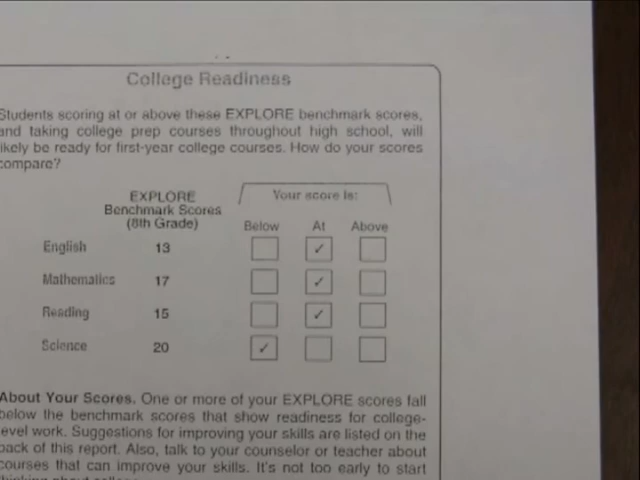 College Readiness
Students scoring at or above these EXPLORE benchmark scores,
and taking college prep courses throughout high school, will
likely be ready for first-year college courses. How do your scores
compare?
EXPLORE
Benchmark Scores
(8th Grade)
Your score is:
Below At Above
English 13 ✓
Mathematics 17 ✓
Reading 15 ✓
Science 20 ✓
About Your Scores. One or more of your EXPLORE scores fall
below the benchmark scores that show readiness for college-
level work. Suggestions for improving your skills are listed on the
back of this report. Also, talk to your counselor or teacher about
courses that can improve your skills. It's not too early to start